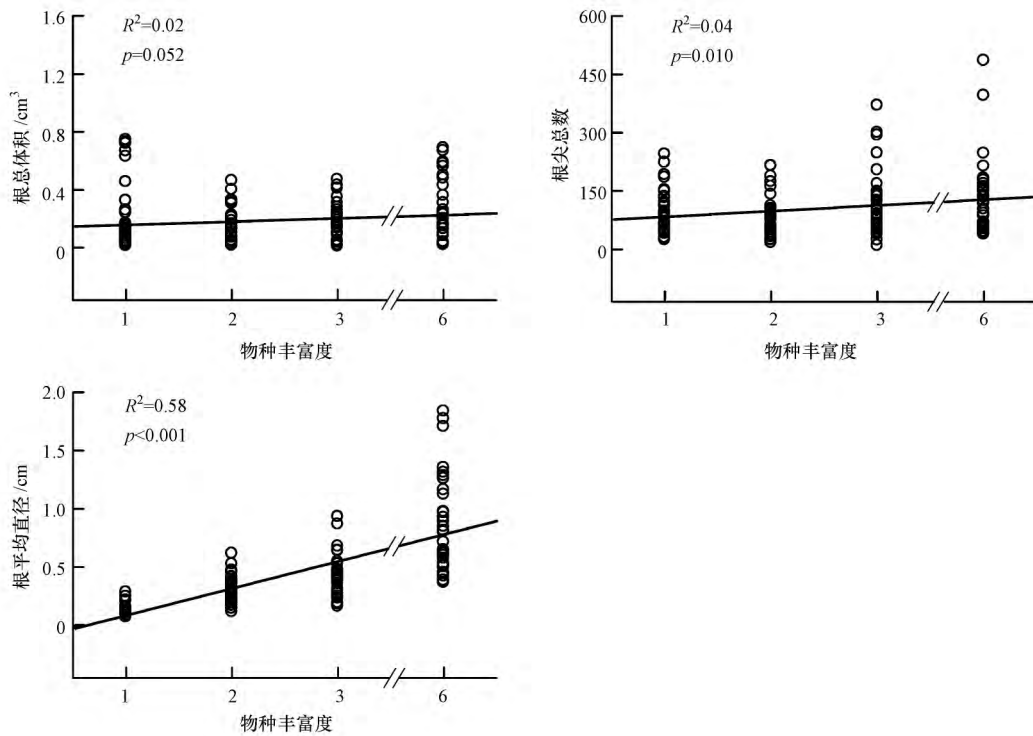 1.6
R²=0.02
p=0.052
1.2
0.8
0.4
0
根总体积/cm³
1 2 3 6
物种丰富度
600
R²=0.04
p=0.010
450
300
150
0
根尖总数
1 2 3 6
物种丰富度
2.0
R²=0.58
p<0.001
1.5
1.0
0.5
0
根平均直径/cm
1 2 3 6
物种丰富度